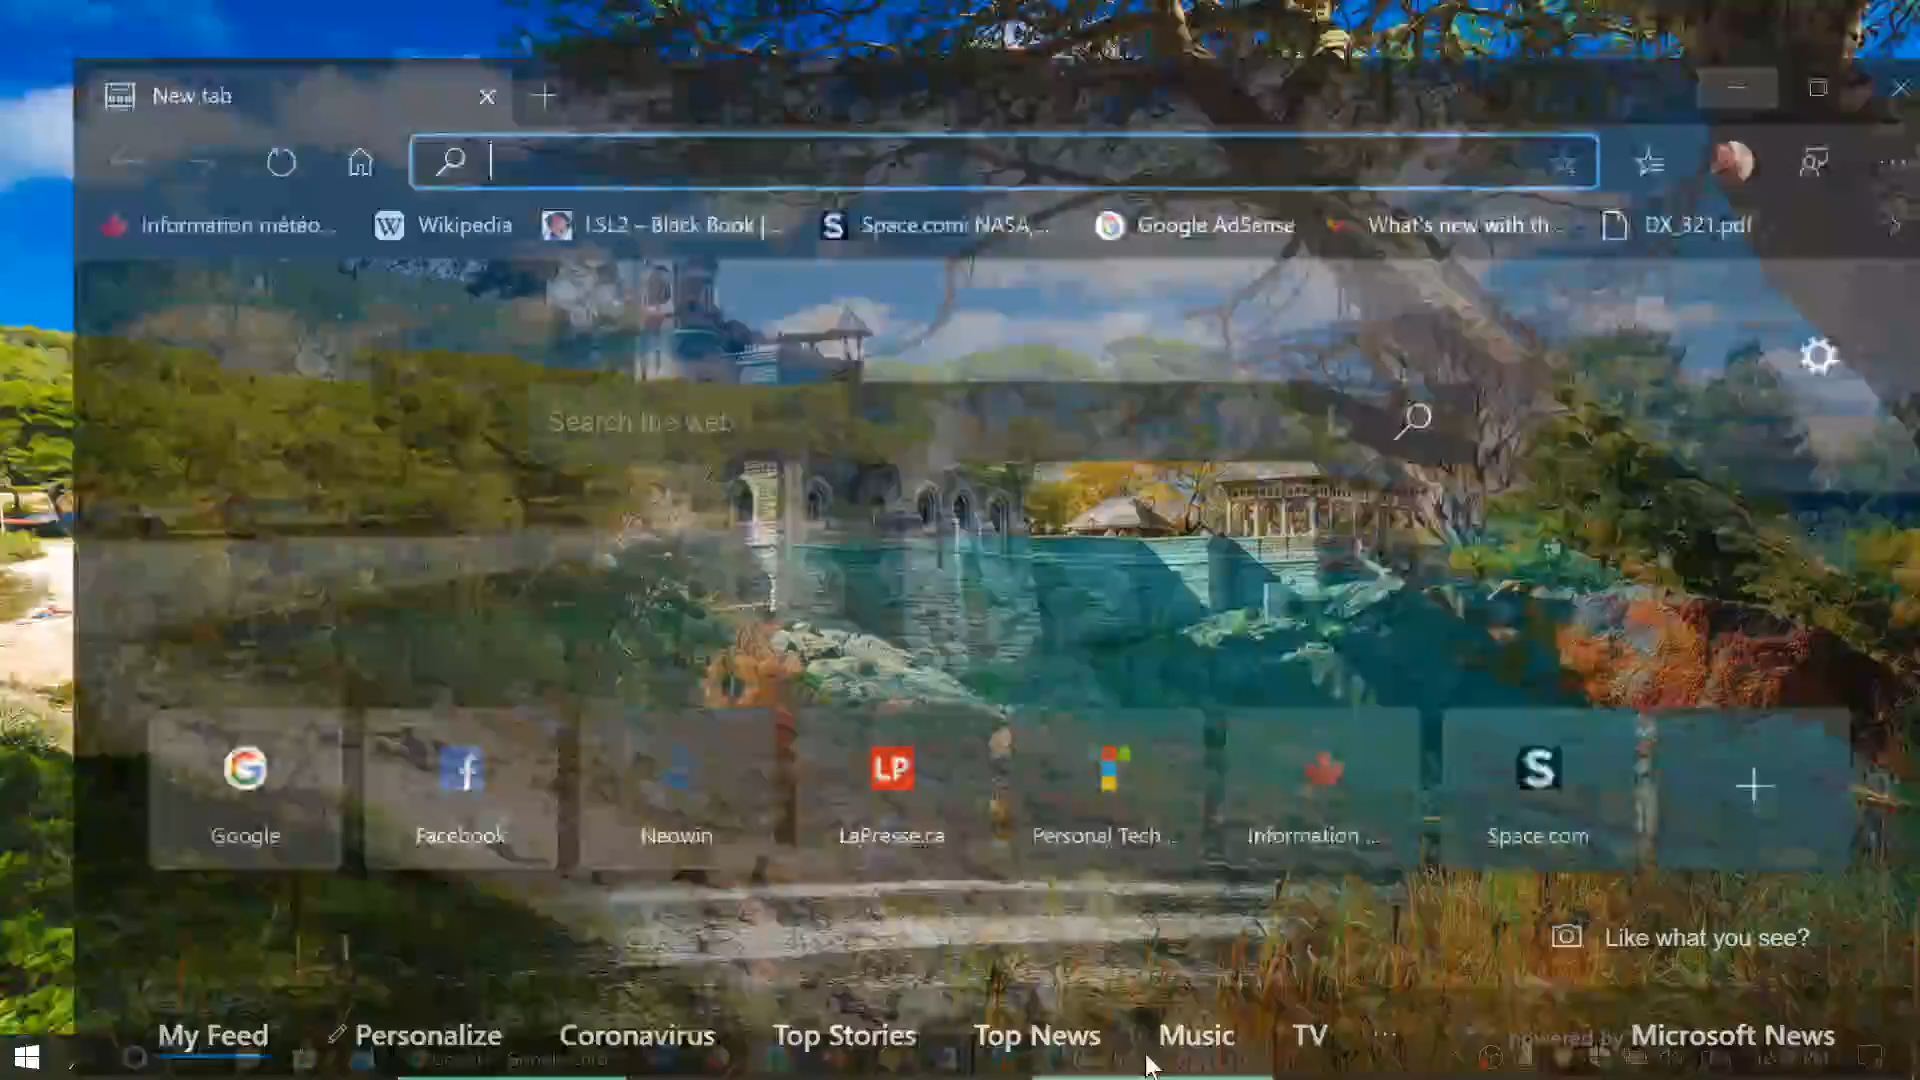 New tab
Information météo... Wikipedia LSL2 – Black Book |... Space.com: NASA,... Google AdSense What's new with th... DX_321.pdf
Search the web
LP
Google Facebook Neowin LaPresse.ca Personal Tech ... Information ... Space.com
Like what you see?
My Feed Personalize Coronavirus Top Stories Top News Music TV ... powered by Microsoft News